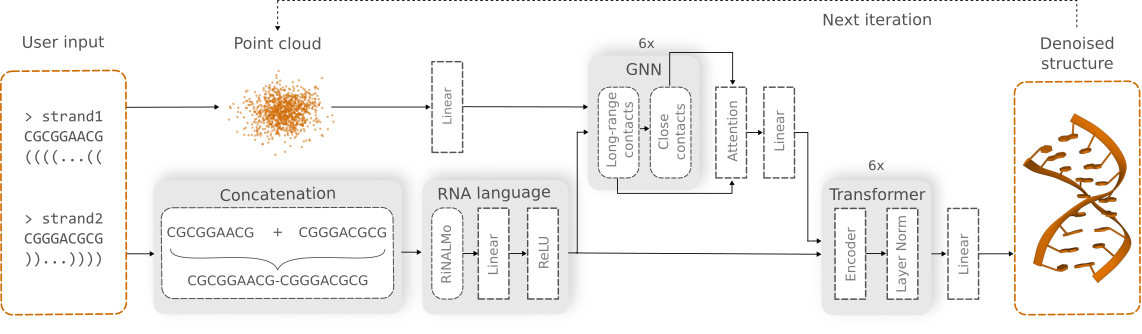 Next iteration
User input
Point cloud
6x
GNN
Denoised
structure
> strand1
CGCGGAACG
((((...((
> strand2
CGGGACGCG
))...))))
Linear
Long-range
contacts
Close
contacts
Attention
Linear
Concatenation
CGCGGAACG + CGGGACGCG
CGCGGAACG-CGGGACGCG
RNA language
RiNALMo
Linear
ReLU
6x
Transformer
Encoder
Layer Norm
Linear